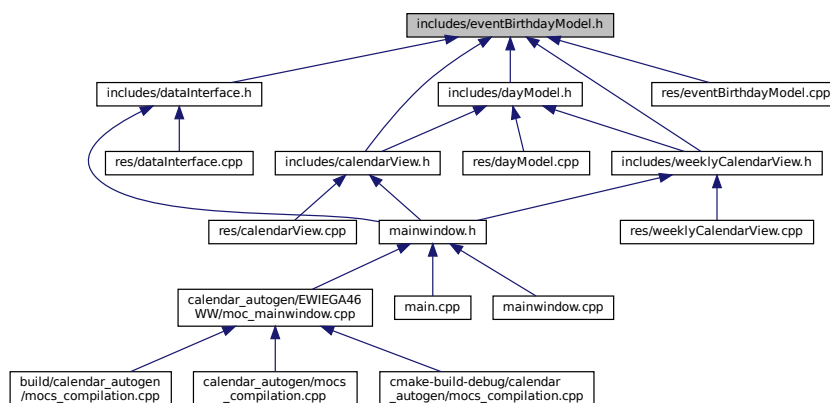 includes/eventBirthdayModel.h
includes/dataInterface.h
includes/dayModel.h
res/eventBirthdayModel.cpp
res/dataInterface.cpp
includes/calendarView.h
res/dayModel.cpp
includes/weeklyCalendarView.h
res/calendarView.cpp
mainwindow.h
res/weeklyCalendarView.cpp
calendar_autogen/EWIEGA46
WW/moc_mainwindow.cpp
main.cpp
mainwindow.cpp
build/calendar_autogen
/mocs_compilation.cpp
calendar_autogen/mocs
_compilation.cpp
cmake-build-debug/calendar
_autogen/mocs_compilation.cpp